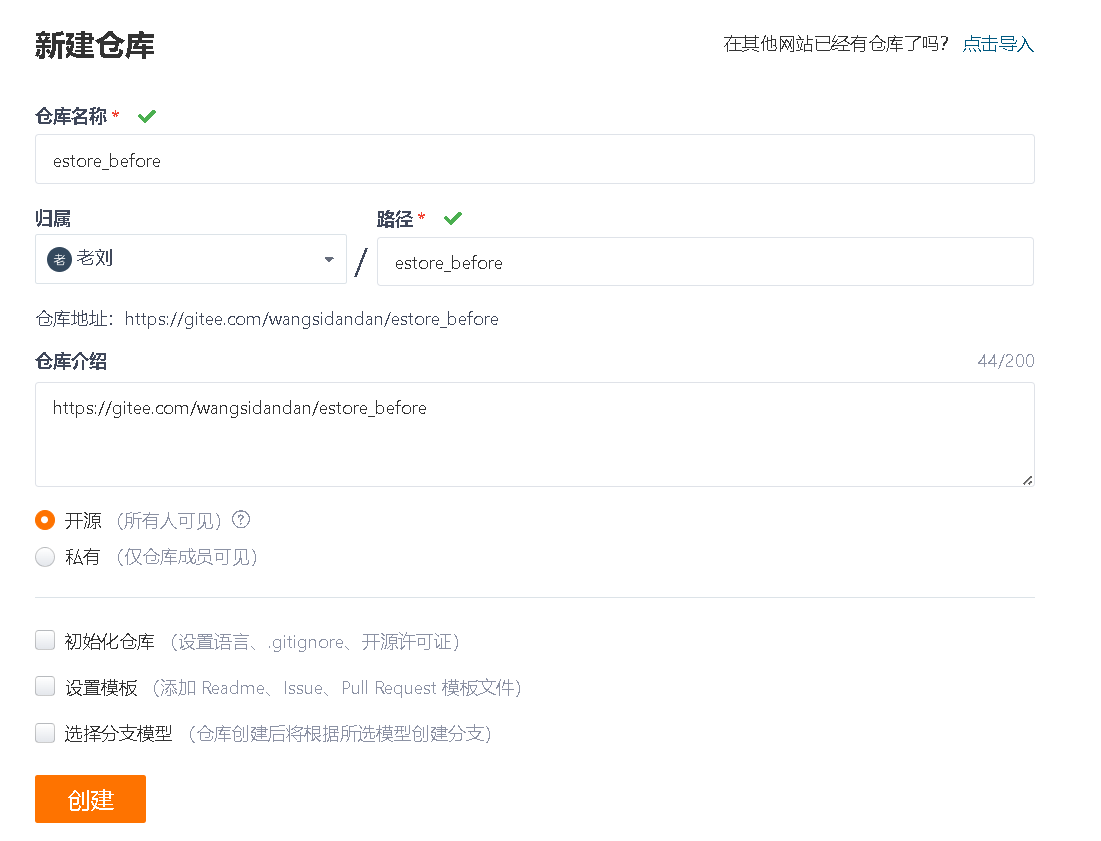 新建仓库
在其他网站已经有仓库了吗? 点击导入
仓库名称 *
estore_before
归属
路径 *
老 老刘
/
estore_before
仓库地址：https://gitee.com/wangsidandan/estore_before
仓库介绍
44/200
https://gitee.com/wangsidandan/estore_before
开源 （所有人可见） ?
私有 （仅仓库成员可见）
初始化仓库 （设置语言、.gitignore、开源许可证）
设置模板 （添加 Readme、Issue、Pull Request 模板文件）
选择分支模型 （仓库创建后将根据所选模型创建分支）
创建